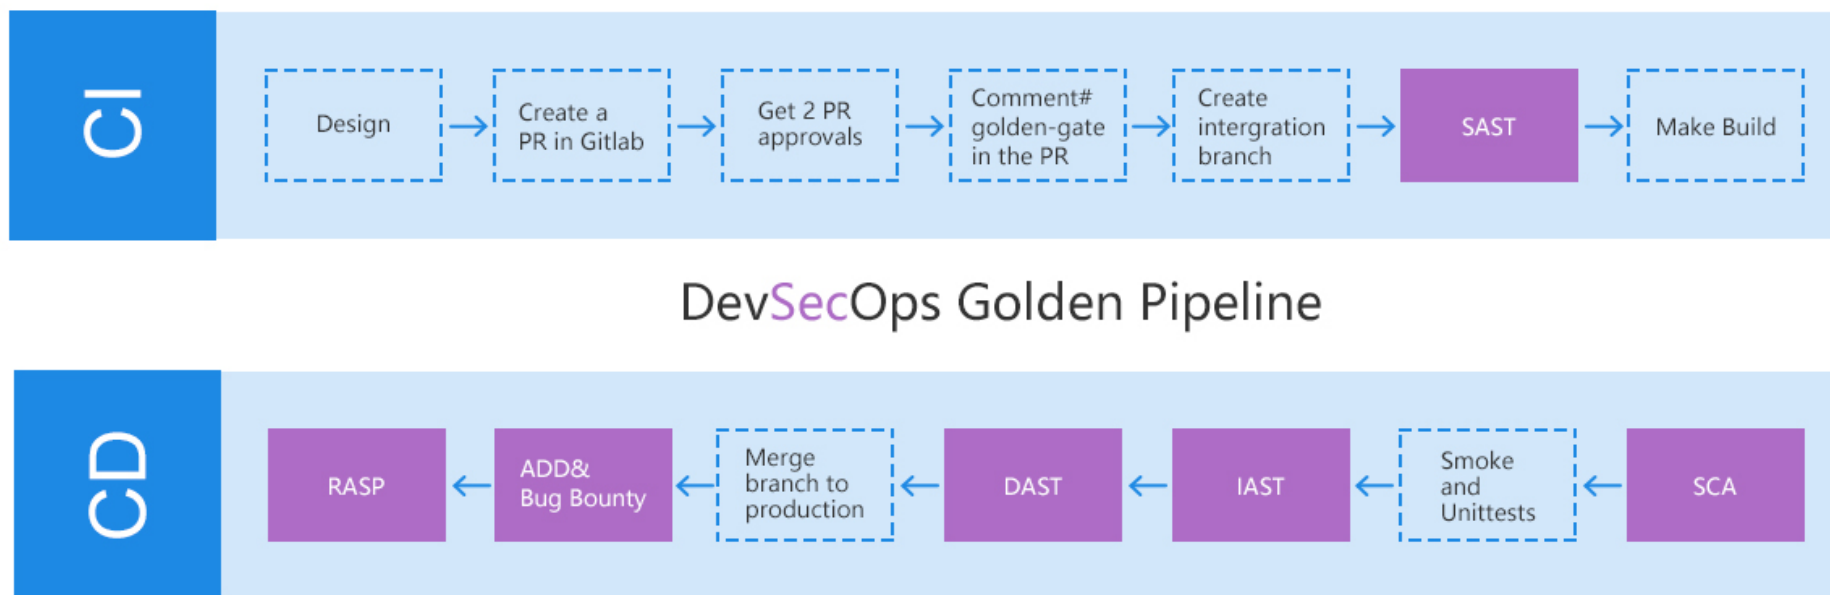 CI
Design
Create a
PR in Gitlab
Get 2 PR
approvals
Comment#
golden-gate
in the PR
Create
intergration
branch
SAST
Make Build
DevSecOps Golden Pipeline
CD
RASP
ADD&
Bug Bounty
Merge
branch to
production
DAST
IAST
Smoke
and
Unittests
SCA